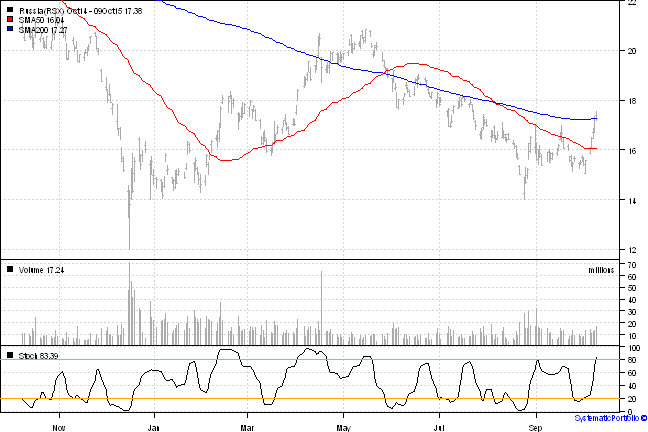 Russia(RSX) Oct14 - 09Oct15 17.38
SMA50 16.04
SMA200 17.27
22
20
18
16
14
12
Volume 17.24
millions
70
60
50
40
30
20
10
Stoch 83.39
100
80
60
40
20
0
Nov
Jan
Mar
May
Jul
Sep
SystematicPortfolio ©